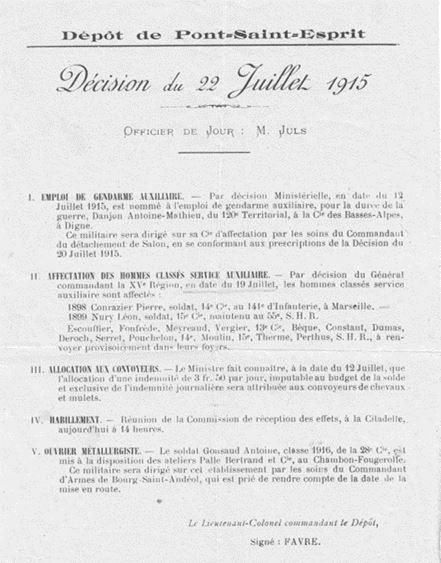 Dépôt de Pont-Saint-Esprit
Décision du 22 Juillet 1915
OFFICIER DE JOUR : M. JULS
I. EMPLOI DE GENDARME AUXILIAIRE. — Par décision Ministérielle, en date du 12
Juillet 1915, est nommé à l'emploi de gendarme auxiliaire, pour la durée de la
guerre, Danjon Antoine-Mathieu, du 120e Territorial, à la Cie des Basses-Alpes,
à Digne.
Ce militaire sera dirigé sur sa Cie d'affectation par les soins du Commandant
du détachement de Salon, en se conformant aux prescriptions de la Décision du
20 Juillet 1915.
II. AFFECTATION DES HOMMES CLASSÉS SERVICE AUXILIAIRE. — Par décision du Général
commandant la XVe Région, en date du 19 Juillet, les hommes classés service
auxiliaire sont affectés :
1898 Conrazier Pierre, soldat, 14e Cie, au 141e d'Infanterie, à Marseille. —
1899 Nury Léon, soldat, 15e Cie, maintenu au 55e, S. H. R.
Escouffier, Fonfrède, Meyreaud, Vergier, 13e Cie, Bèque, Constant, Dumas,
Deroch, Serret, Pouchelon, 14e, Moulin, 15e, Therme, Perthus, S. H. R., à ren-
voyer provisoirement dans leurs foyers.
III. ALLOCATION AUX CONVOYEURS. — Le Ministre fait connaître, à la date du 12 Juillet, que
l'allocation d'une indemnité de 3 fr. 50 par jour, imputable au budget de la solde
et exclusive de l'indemnité journalière sera attribuée aux convoyeurs de chevaux
et mulets.
IV. HABILLEMENT. — Réunion de la Commission de réception des effets, à la Citadelle,
aujourd'hui à 14 heures.
V. OUVRIER MÉTALLURGISTE. — Le soldat Gousaud Antoine, classe 1916, de la 28e Cie, est
mis à la disposition des ateliers Palle Bertrand et Cie, au Chambon-Fougerolle.
Ce militaire sera dirigé sur cet établissement par les soins du Commandant
d'Armes de Bourg-Saint-Andéol, qui est prié de rendre compte de la date de la
mise en route.
Le Lieutenant-Colonel commandant le Dépôt,
Signé : FAVRE.